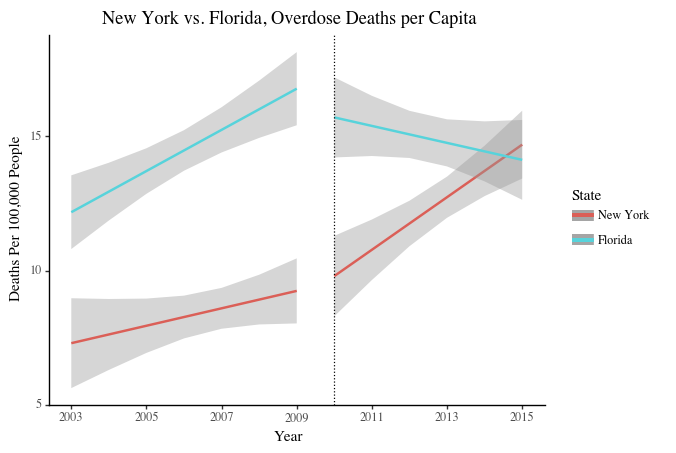 New York vs. Florida, Overdose Deaths per Capita
Deaths Per 100,000 People
15
10
5
2003
2005
2007
2009
2011
2013
2015
Year
State
New York
Florida